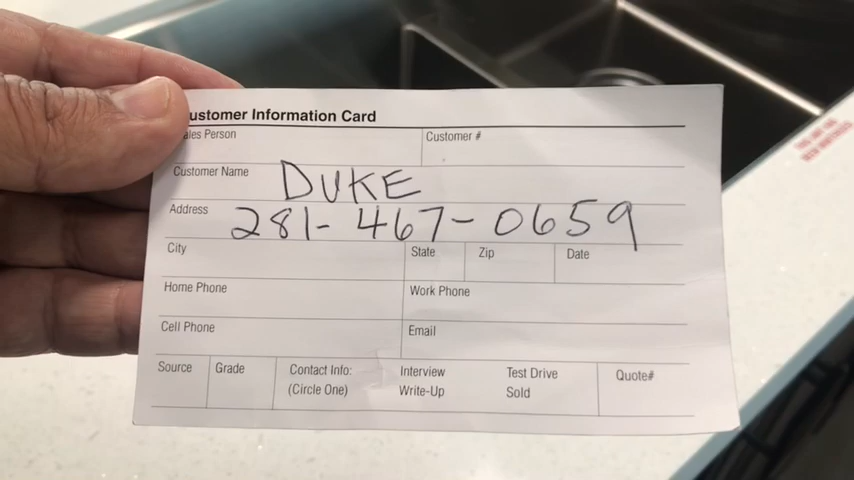 ustomer Information Card
ales Person Customer #
Customer Name DUKE
Address 281-467-0659
City State Zip Date
Home Phone Work Phone
Cell Phone Email
Source Grade Contact Info: Interview Test Drive Quote#
(Circle One) Write-Up Sold